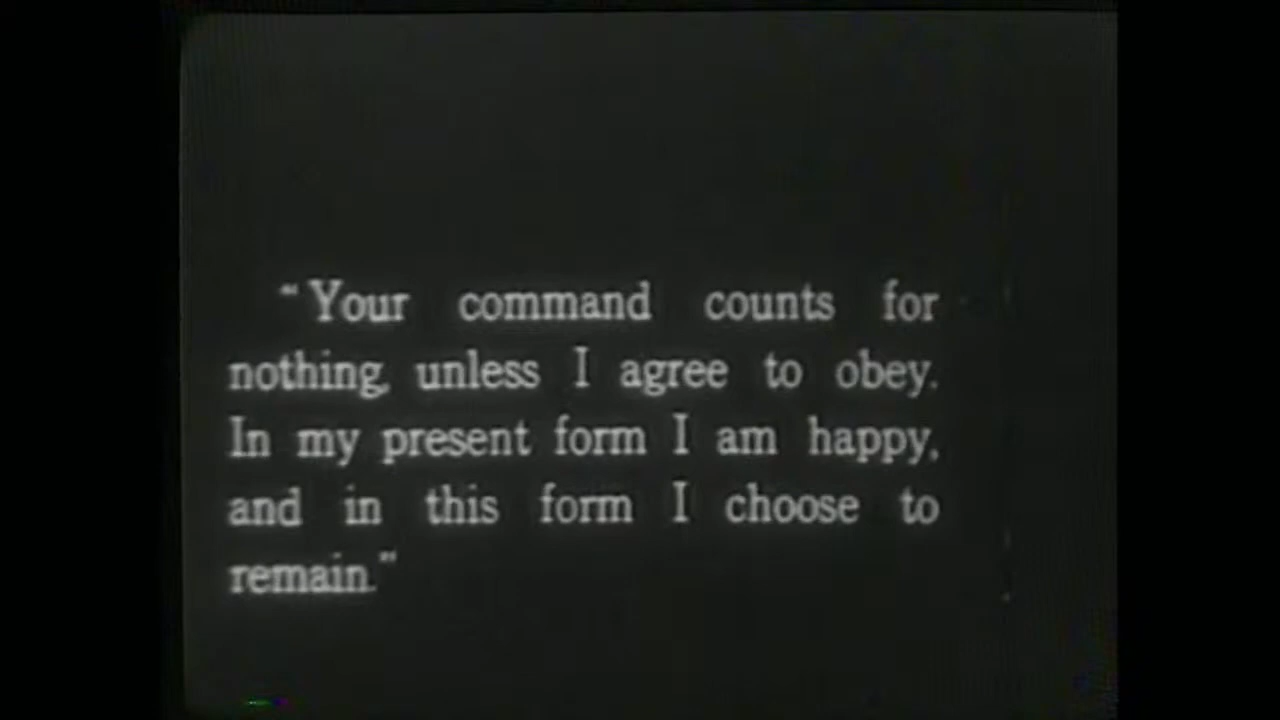 “Your command counts for
nothing, unless I agree to obey.
In my present form I am happy,
and in this form I choose to
remain.”